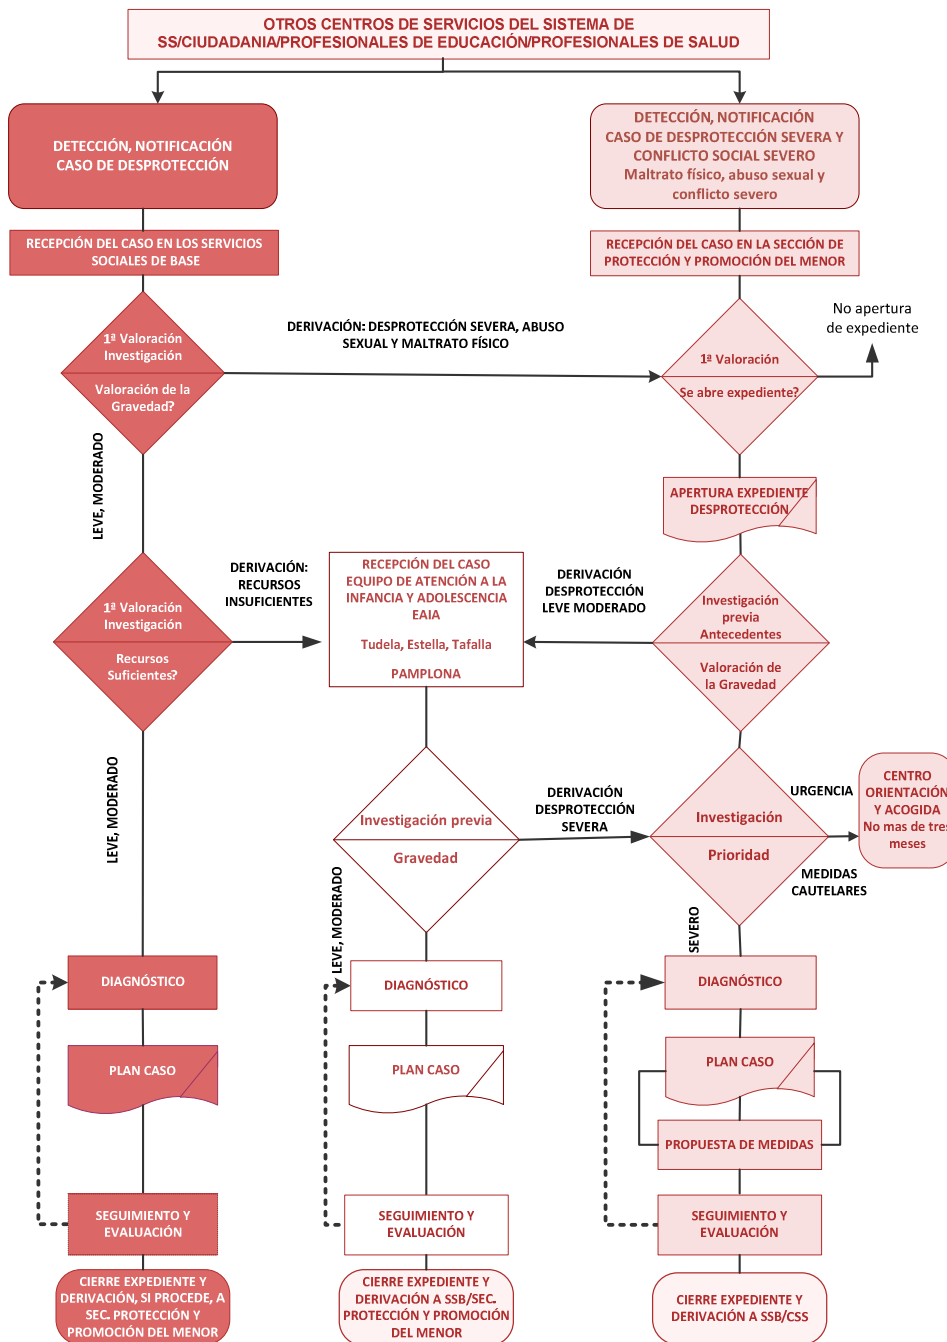 OTROS CENTROS DE SERVICIOS DEL SISTEMA DE
SS/CIUDADANIA/PROFESIONALES DE EDUCACIÓN/PROFESIONALES DE SALUD
DETECCIÓN, NOTIFICACIÓN
CASO DE DESPROTECCIÓN
DETECCIÓN, NOTIFICACIÓN
CASO DE DESPROTECCIÓN SEVERA Y
CONFLICTO SOCIAL SEVERO
Maltrato físico, abuso sexual y
conflicto severo
RECEPCIÓN DEL CASO EN LOS SERVICIOS
SOCIALES DE BASE
RECEPCIÓN DEL CASO EN LA SECCIÓN DE
PROTECCIÓN Y PROMOCIÓN DEL MENOR
1ª Valoración
Investigación
Valoración de la
Gravedad?
DERIVACIÓN: DESPROTECCIÓN SEVERA, ABUSO
SEXUAL Y MALTRATO FÍSICO
1ª Valoración
Se abre expediente?
No apertura
de expediente
LEVE, MODERADO
APERTURA EXPEDIENTE
DESPROTECCIÓN
1ª Valoración
Investigación
Recursos
Suficientes?
DERIVACIÓN:
RECURSOS
INSUFICIENTES
RECEPCIÓN DEL CASO
EQUIPO DE ATENCIÓN A LA
INFANCIA Y ADOLESCENCIA
EAIA
Tudela, Estella, Tafalla
PAMPLONA
DERIVACIÓN
DESPROTECCIÓN
LEVE MODERADO
Investigación
previa
Antecedentes
Valoración de
la Gravedad
LEVE, MODERADO
Investigación previa
Gravedad
DERIVACIÓN
DESPROTECCIÓN
SEVERA
Investigación
Prioridad
URGENCIA
MEDIDAS
CAUTELARES
CENTRO
ORIENTACIÓN
Y ACOGIDA
No mas de tres
meses
LEVE, MODERADO
SEVERO
DIAGNÓSTICO
DIAGNÓSTICO
DIAGNÓSTICO
PLAN CASO
PLAN CASO
PLAN CASO
PROPUESTA DE MEDIDAS
SEGUIMIENTO Y
EVALUACIÓN
SEGUIMIENTO Y
EVALUACIÓN
SEGUIMIENTO Y
EVALUACIÓN
CIERRE EXPEDIENTE Y
DERIVACIÓN, SI PROCEDE, A
SEC. PROTECCIÓN Y
PROMOCIÓN DEL MENOR
CIERRE EXPEDIENTE Y
DERIVACIÓN A SSB/SEC.
PROTECCIÓN Y PROMOCIÓN
DEL MENOR
CIERRE EXPEDIENTE Y
DERIVACIÓN A SSB/CSS